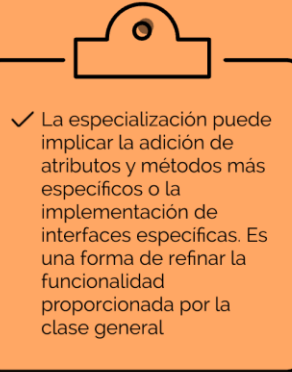 La especialización puede
implicar la adición de
atributos y métodos más
específicos o la
implementación de
interfaces específicas. Es
una forma de refinar la
funcionalidad
proporcionada por la
clase general